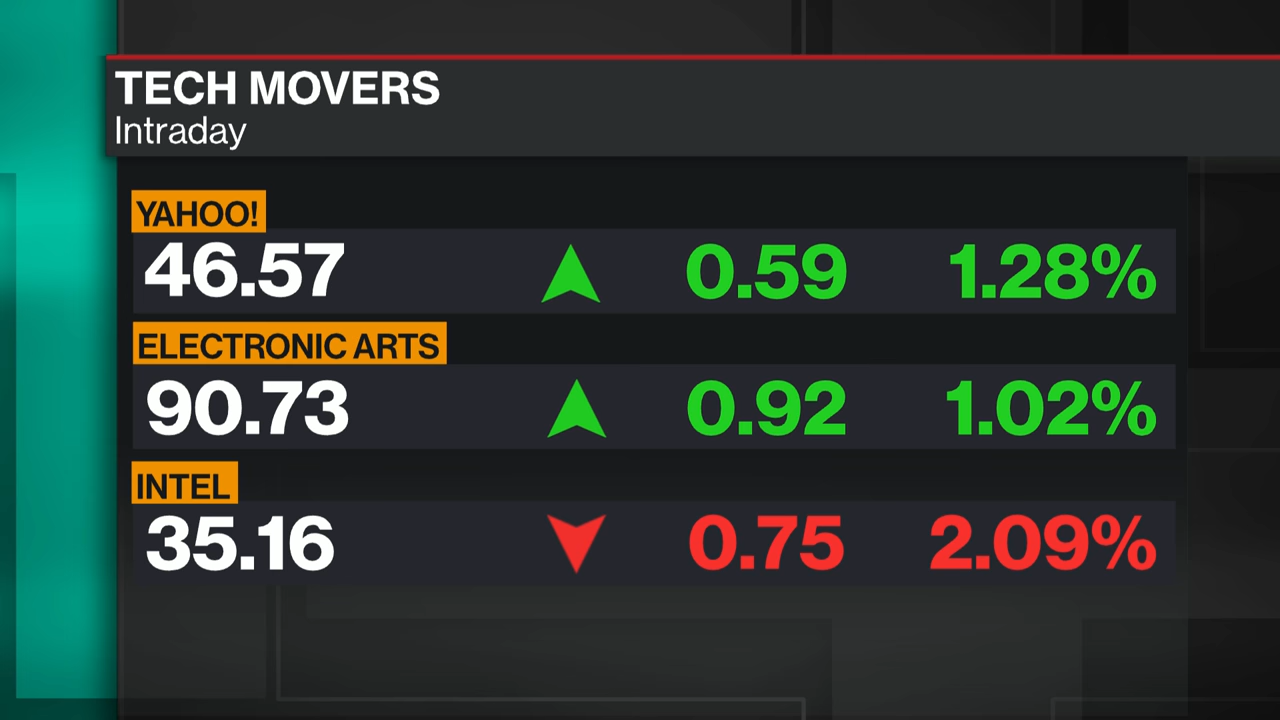 TECH MOVERS
Intraday
YAHOO!
46.57 0.59 1.28%
ELECTRONIC ARTS
90.73 0.92 1.02%
INTEL
35.16 0.75 2.09%